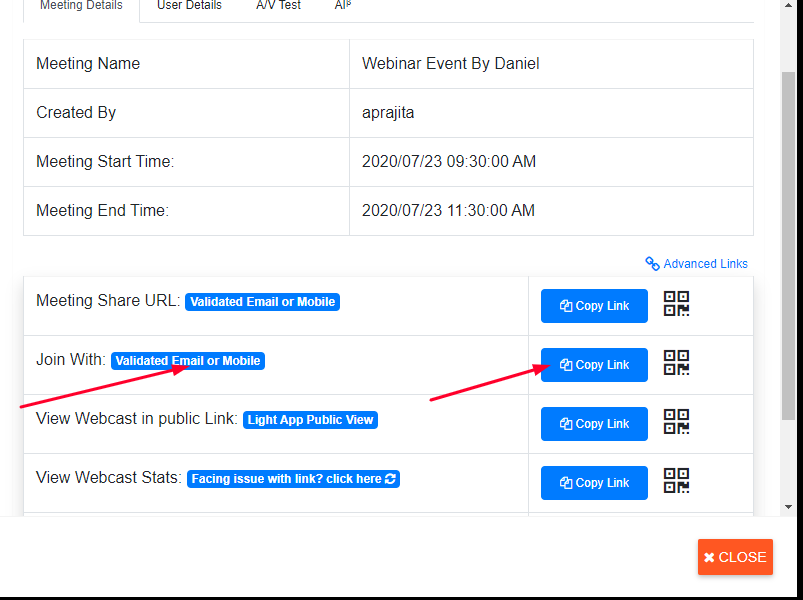 Meeting Details User Details A/V Test
Meeting Name Webinar Event By Daniel
Created By aprajita
Meeting Start Time: 2020/07/23 09:30:00 AM
Meeting End Time: 2020/07/23 11:30:00 AM
Advanced Links
Meeting Share URL: Validated Email or Mobile Copy Link
Join With: Validated Email or Mobile Copy Link
View Webcast in public Link: Light App Public View Copy Link
View Webcast Stats: Facing issue with link? click here Copy Link
CLOSE